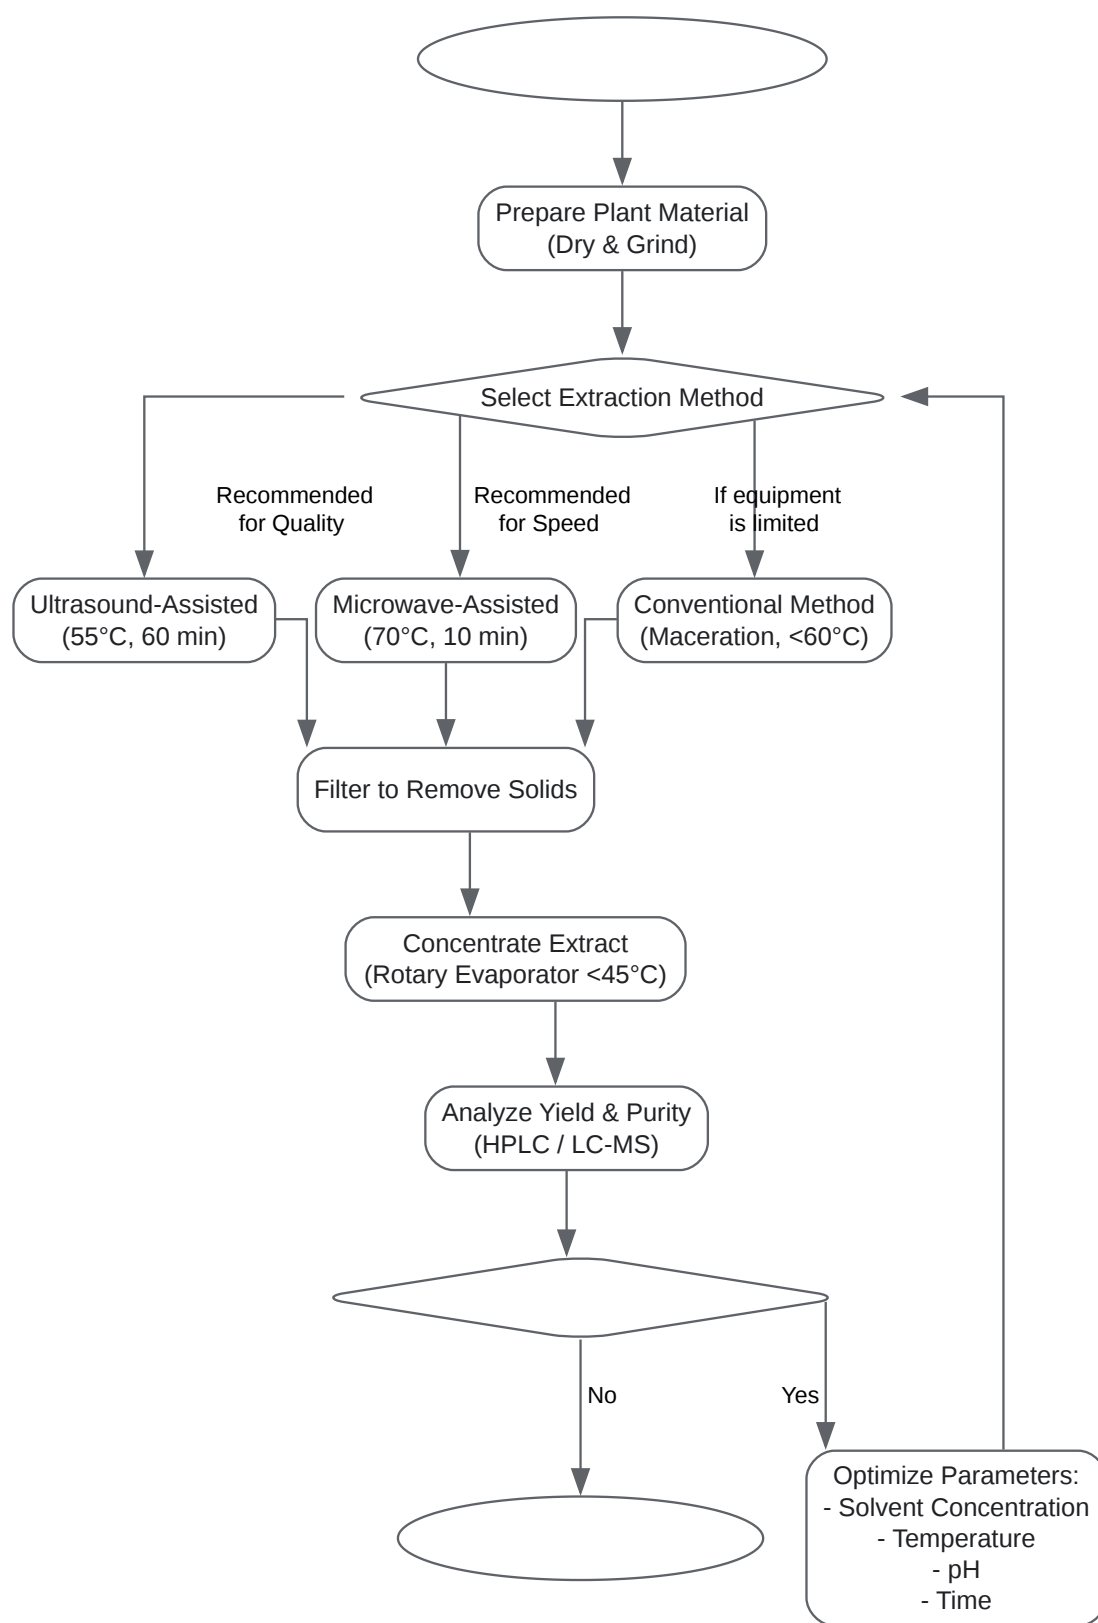 Prepare Plant Material
(Dry & Grind)
Select Extraction Method
Recommended
for Quality
Recommended
for Speed
If equipment
is limited
Ultrasound-Assisted
(55°C, 60 min)
Microwave-Assisted
(70°C, 10 min)
Conventional Method
(Maceration, <60°C)
Filter to Remove Solids
Concentrate Extract
(Rotary Evaporator <45°C)
Analyze Yield & Purity
(HPLC / LC-MS)
No
Yes
Optimize Parameters:
- Solvent Concentration
- Temperature
- pH
- Time